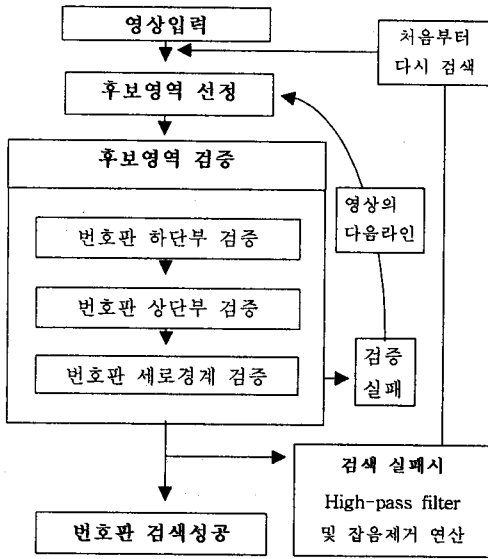 영상입력
처음부터
다시 검색
후보영역 선정
후보영역 검증
영상의
다음라인
번호판 하단부 검증
번호판 상단부 검증
번호판 세로경계 검증
검증
실패
검색 실패시
High-pass filter
및 잡음제거 연산
번호판 검색성공